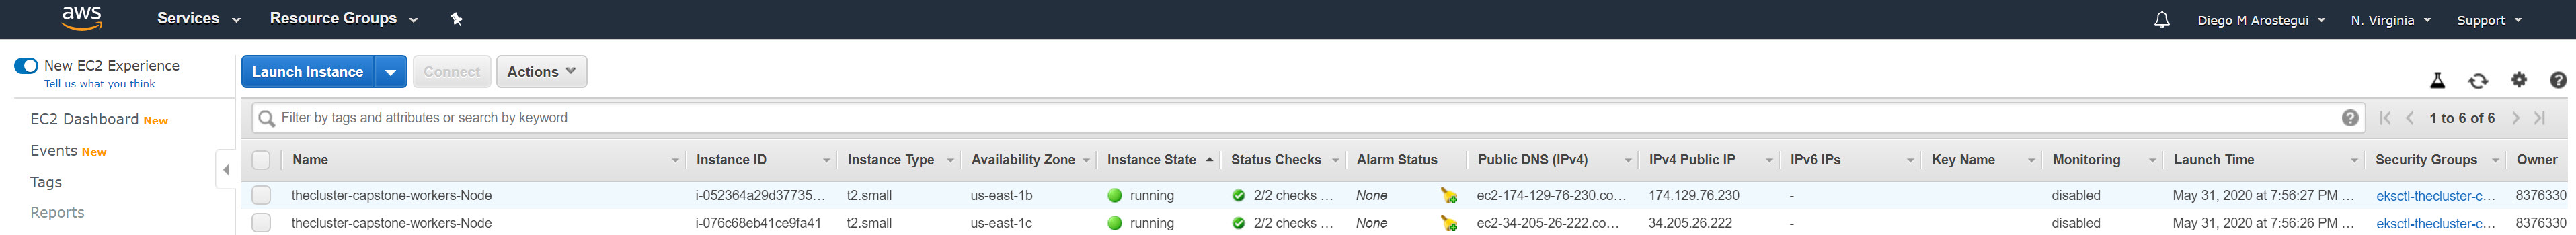 aws Services Resource Groups Diego M Arostegui N. Virginia Support
New EC2 Experience
Tell us what you think
Launch Instance Connect Actions
EC2 Dashboard New
Filter by tags and attributes or search by keyword 1 to 6 of 6
Events New
Name Instance ID Instance Type Availability Zone Instance State Status Checks Alarm Status Public DNS (IPv4) IPv4 Public IP IPv6 IPs Key Name Monitoring Launch Time Security Groups Owner
Tags
thecluster-capstone-workers-Node i-052364a29d37735... t2.small us-east-1b running 2/2 checks ... None ec2-174-129-76-230.co... 174.129.76.230 - disabled May 31, 2020 at 7:56:27 PM ... eksctl-thecluster-c... 8376330
Reports
thecluster-capstone-workers-Node i-076c68eb41ce9fa41 t2.small us-east-1c running 2/2 checks ... None ec2-34-205-26-222.co... 34.205.26.222 - disabled May 31, 2020 at 7:56:26 PM ... eksctl-thecluster-c... 8376330